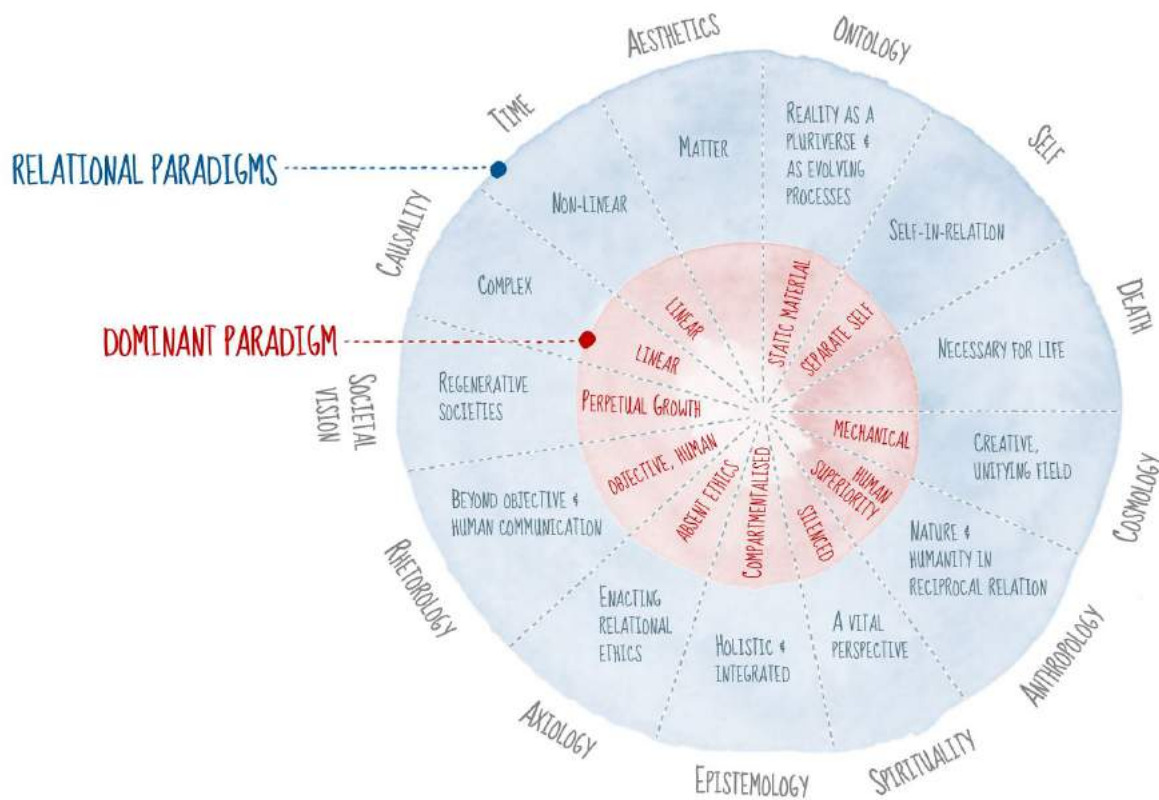 AESTHETICS
ONTOLOGY
TIME
SELF
RELATIONAL PARADIGMS
CAUSALITY
DEATH
DOMINANT PARADIGM
SOCIETAL
VISION
COSMOLOGY
RHETOROLOGY
ANTHROPOLOGY
AXIOLOGY
EPISTEMOLOGY
SPIRITUALITY
MATTER
REALITY AS A
PLURIVERSE &
AS EVOLVING
PROCESSES
NON-LINEAR
SELF-IN-RELATION
COMPLEX
NECESSARY FOR LIFE
REGENERATIVE
SOCIETIES
CREATIVE,
UNIFYING FIELD
BEYOND OBJECTIVE &
HUMAN COMMUNICATION
NATURE &
HUMANITY IN
RECIPROCAL RELATION
ENACTING
RELATIONAL
ETHICS
HOLISTIC &
INTEGRATED
A VITAL
PERSPECTIVE
LINEAR
STATIC MATERIAL
SEPARATE SELF
LINEAR
PERPETUAL GROWTH
MECHANICAL
OBJECTIVE, HUMAN
HUMAN
SUPERIORITY
ABSENT ETHICS
COMPARTMENTALISED
SILENCED